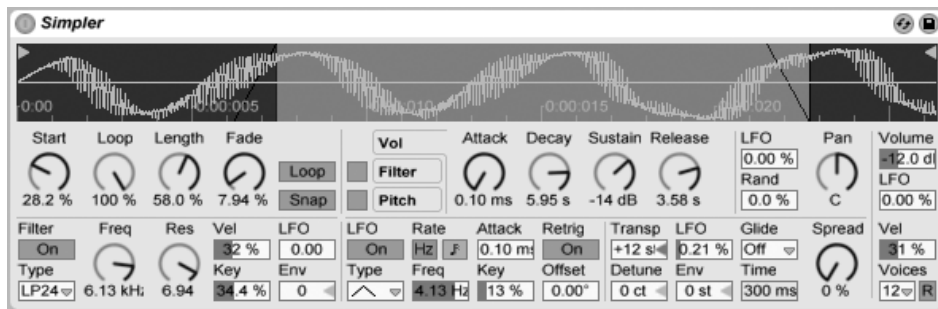 Simpler
0:00 0:00:005 0:00:010 0:00:015 0:00:020
Start Loop Length Fade Vol Attack Decay Sustain Release LFO Pan Volume
0.00 % -12.0 dB
Loop Filter Rand LFO
28.2 % 100 % 58.0 % 7.94 % Snap Pitch 0.10 ms 5.95 s -14 dB 3.58 s 0.0 % C 0.00 %
Filter Freq Res Vel LFO LFO Rate Attack Retrig Transp LFO Glide Spread Vel
On 32 % 0.00 On Hz 0.10 ms On +12 st 0.21 % Off 31 %
Type Key Env Type Freq Key Offset Detune Env Time Voices
LP24 6.13 kHz 6.94 34.4 % 0 4.13 Hz 13 % 0.00° 0 ct 0 st 300 ms 0 % 12 R